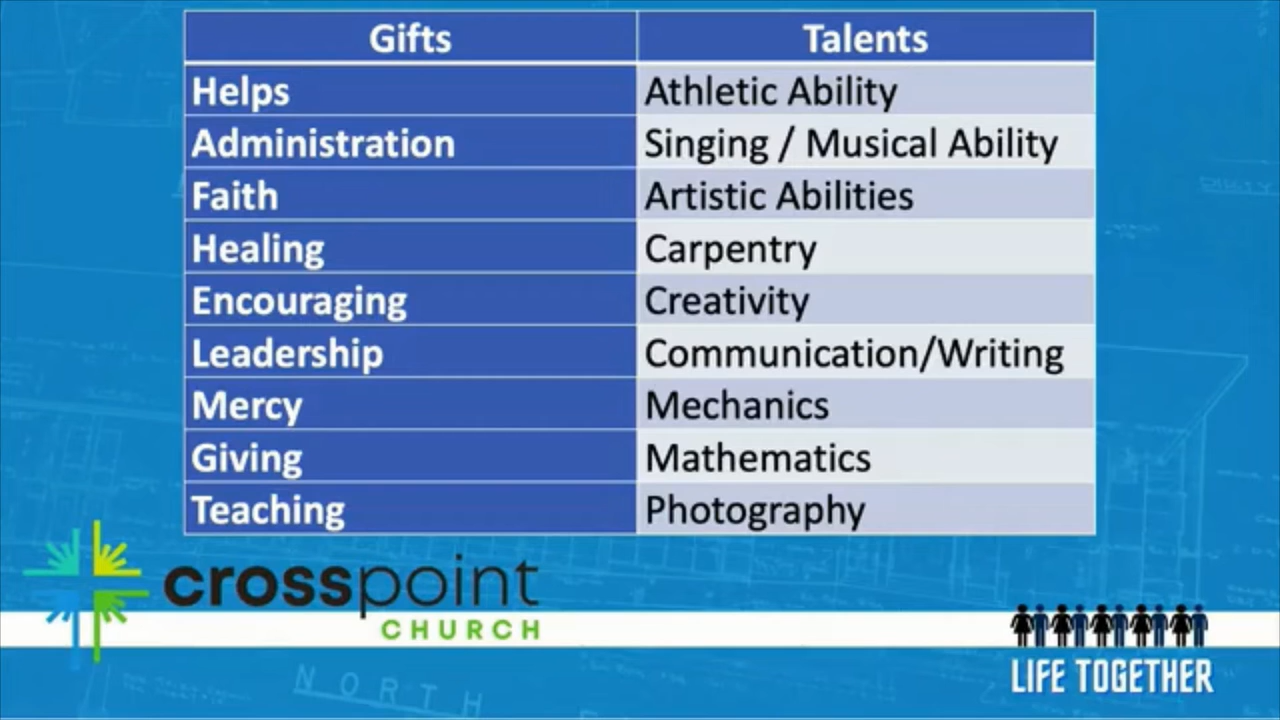 Gifts Talents
Helps Athletic Ability
Administration Singing / Musical Ability
Faith Artistic Abilities
Healing Carpentry
Encouraging Creativity
Leadership Communication/Writing
Mercy Mechanics
Giving Mathematics
Teaching Photography
crosspoint
CHURCH
LIFE TOGETHER
NORTH